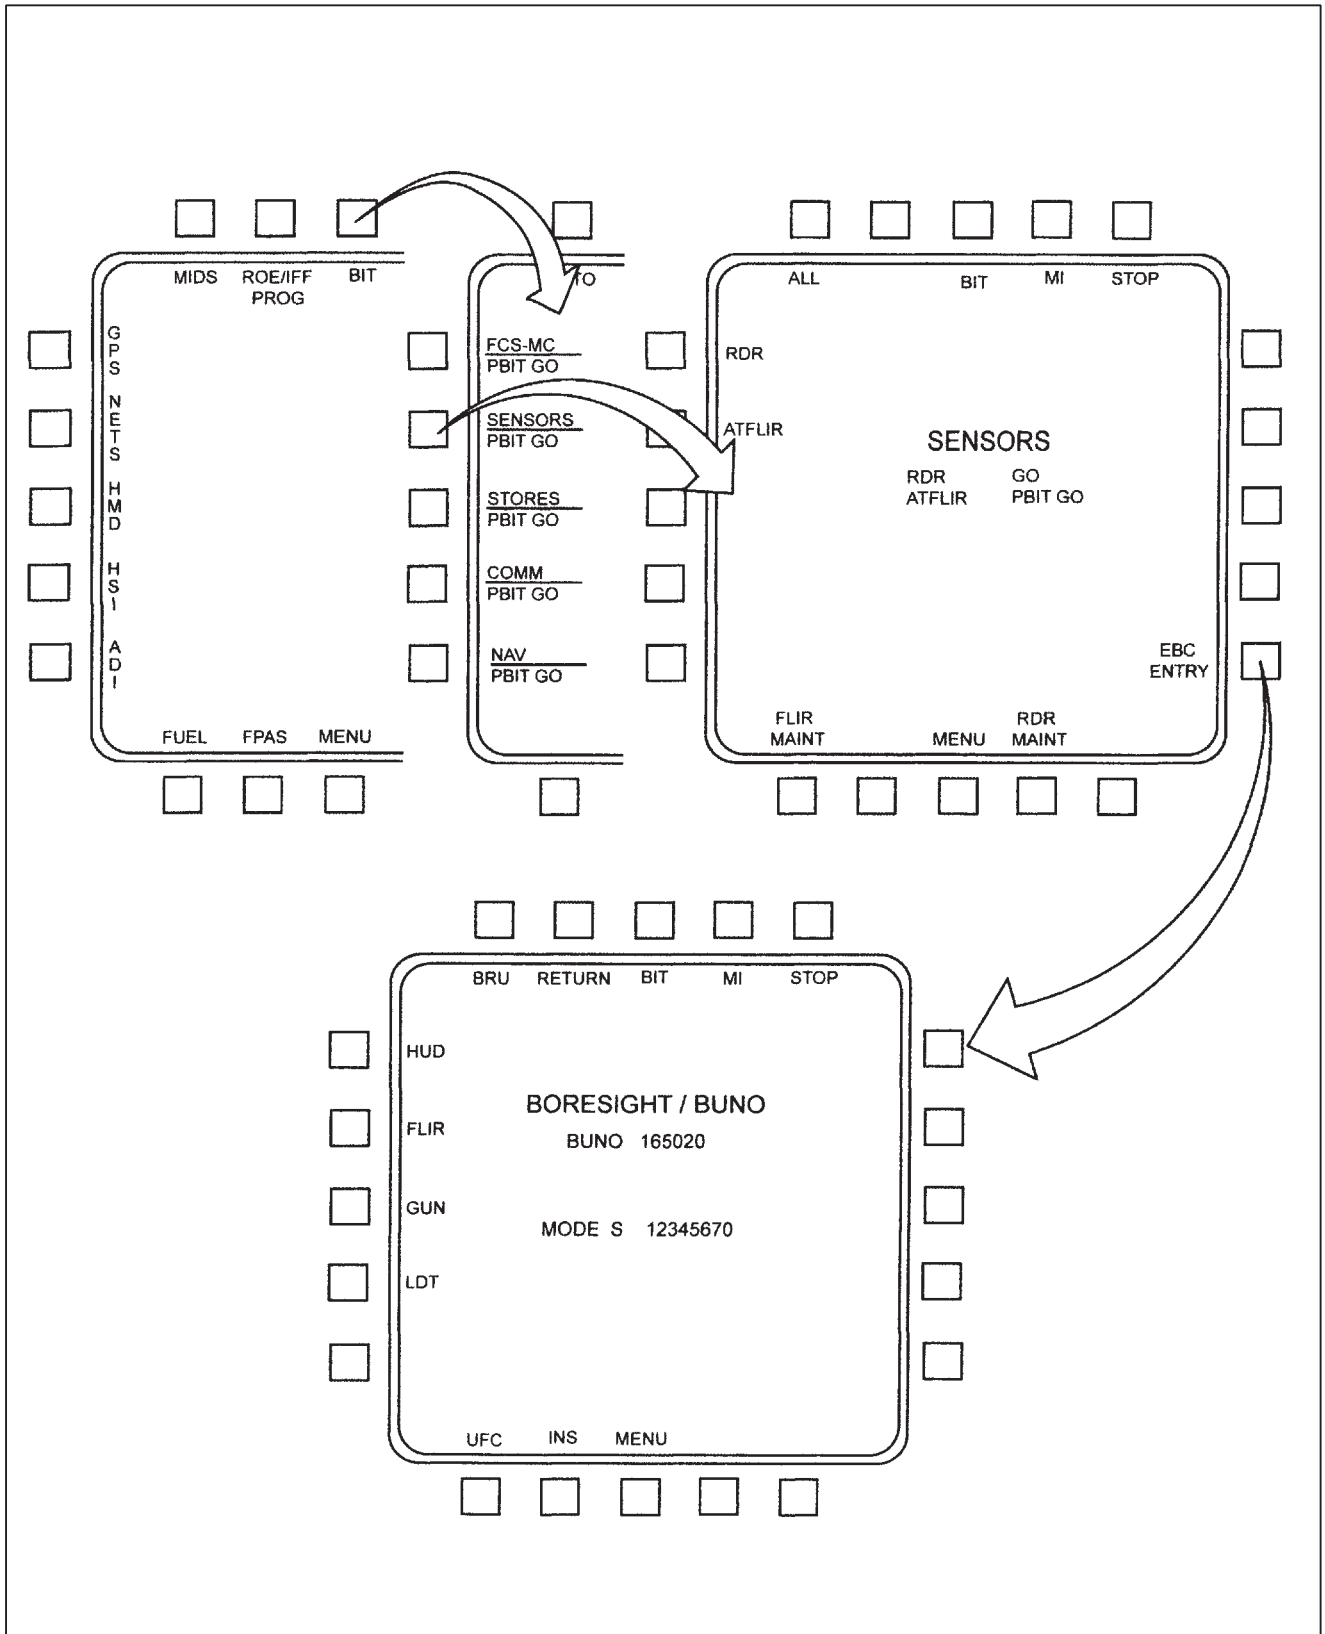 MIDS ROE/IFF BIT
PROG
GPS
NETS
HMD
HSI
ADI
FUEL FPAS MENU
TO
FCS-MC
PBIT GO
SENSORS
PBIT GO
STORES
PBIT GO
COMM
PBIT GO
NAV
PBIT GO
ALL BIT MI STOP
RDR
ATFLIR
SENSORS
RDR GO
ATFLIR PBIT GO
EBC
ENTRY
FLIR
MAINT
MENU
RDR
MAINT
BRU RETURN BIT MI STOP
HUD
BORESIGHT / BUNO
FLIR
BUNO 165020
GUN
MODE S 12345670
LDT
UFC INS MENU